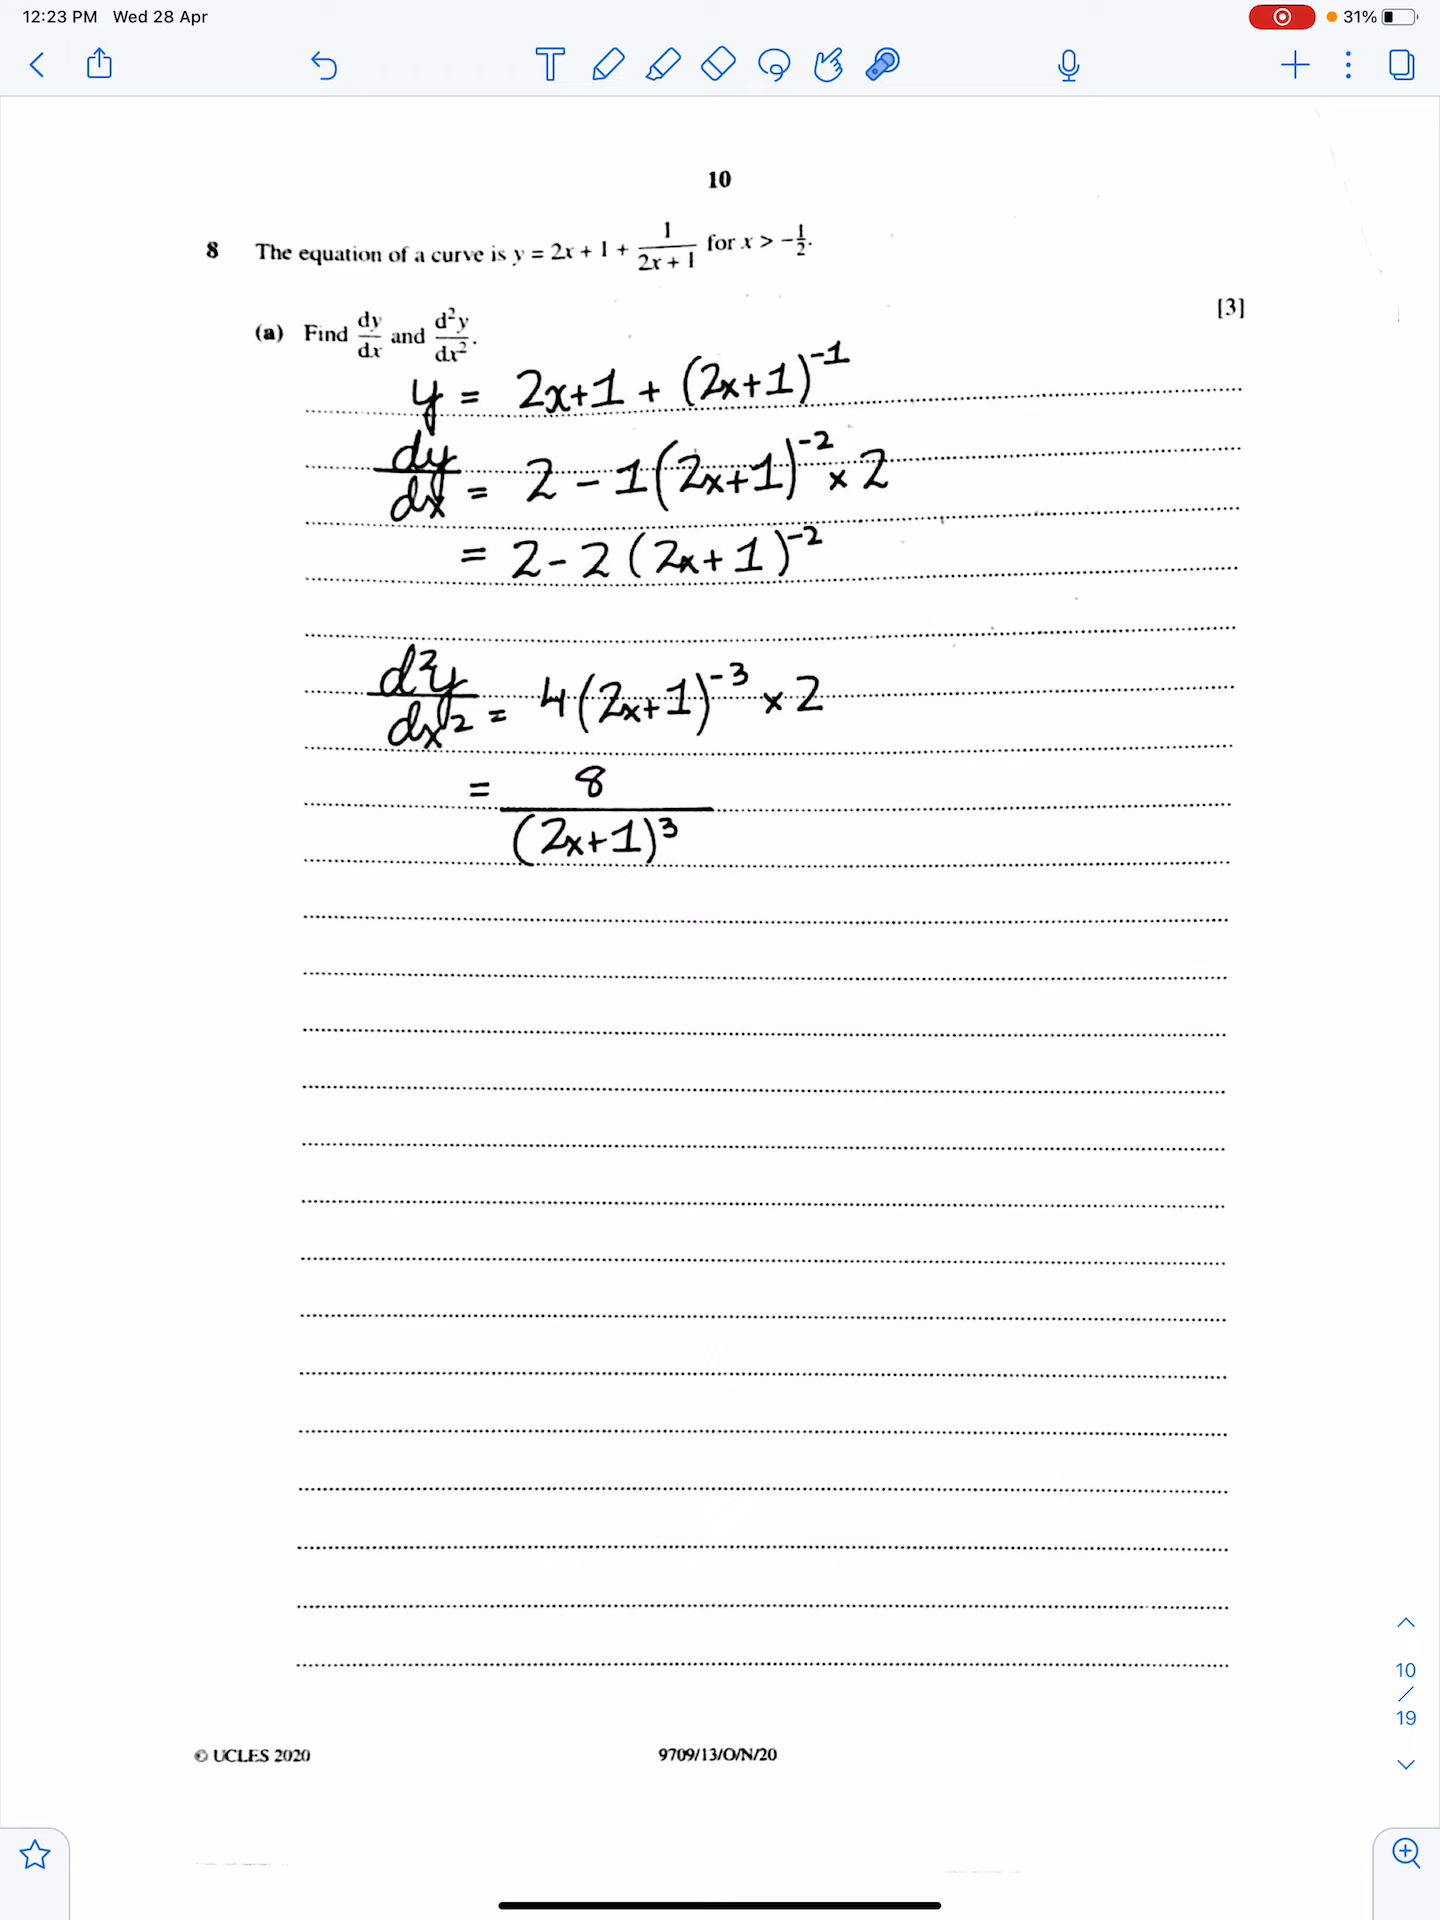 12:23 PM Wed 28 Apr
31%
10
8 The equation of a curve is y = 2x + 1 + 1/(2x + 1) for x > −1/2.
(a) Find dy/dx and d²y/dx². [3]
y = 2x+1 + (2x+1)⁻¹
dy/dx = 2 − 1(2x+1)⁻² × 2
= 2 − 2(2x+1)⁻²
d²y/dx² = 4(2x+1)⁻³ × 2
= 8/(2x+1)³
10
/
19
© UCLES 2020 9709/13/O/N/20